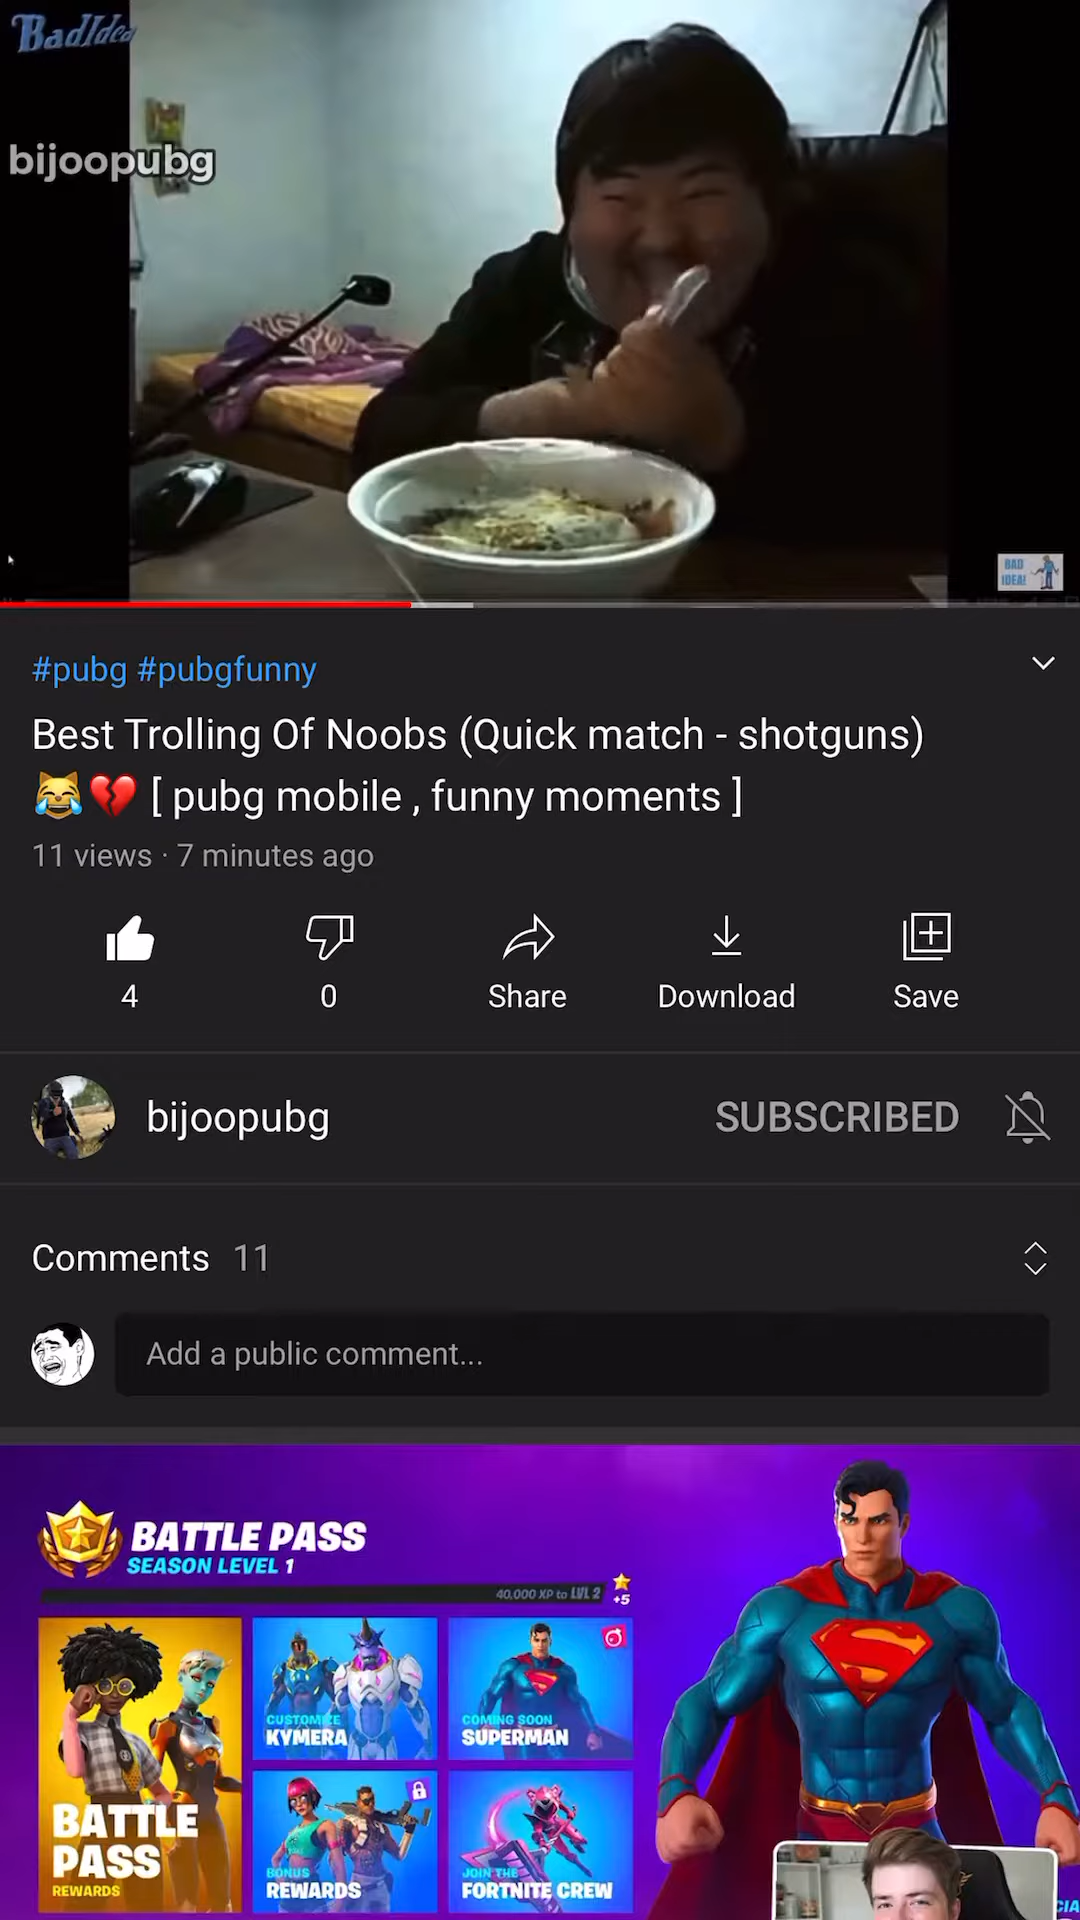 BadIdea
bijoopubg
BAD
IDEA!
#pubg #pubgfunny
Best Trolling Of Noobs (Quick match - shotguns)
😹💔 [ pubg mobile , funny moments ]
11 views · 7 minutes ago
4
0
Share
Download
Save
bijoopubg
SUBSCRIBED
Comments 11
Add a public comment...
BATTLE PASS
SEASON LEVEL 1
40,000 XP to LVL 2
+5
CUSTOMIZE
KYMERA
COMING SOON
SUPERMAN
BATTLE
PASS
REWARDS
BONUS
REWARDS
JOIN THE
FORTNITE CREW